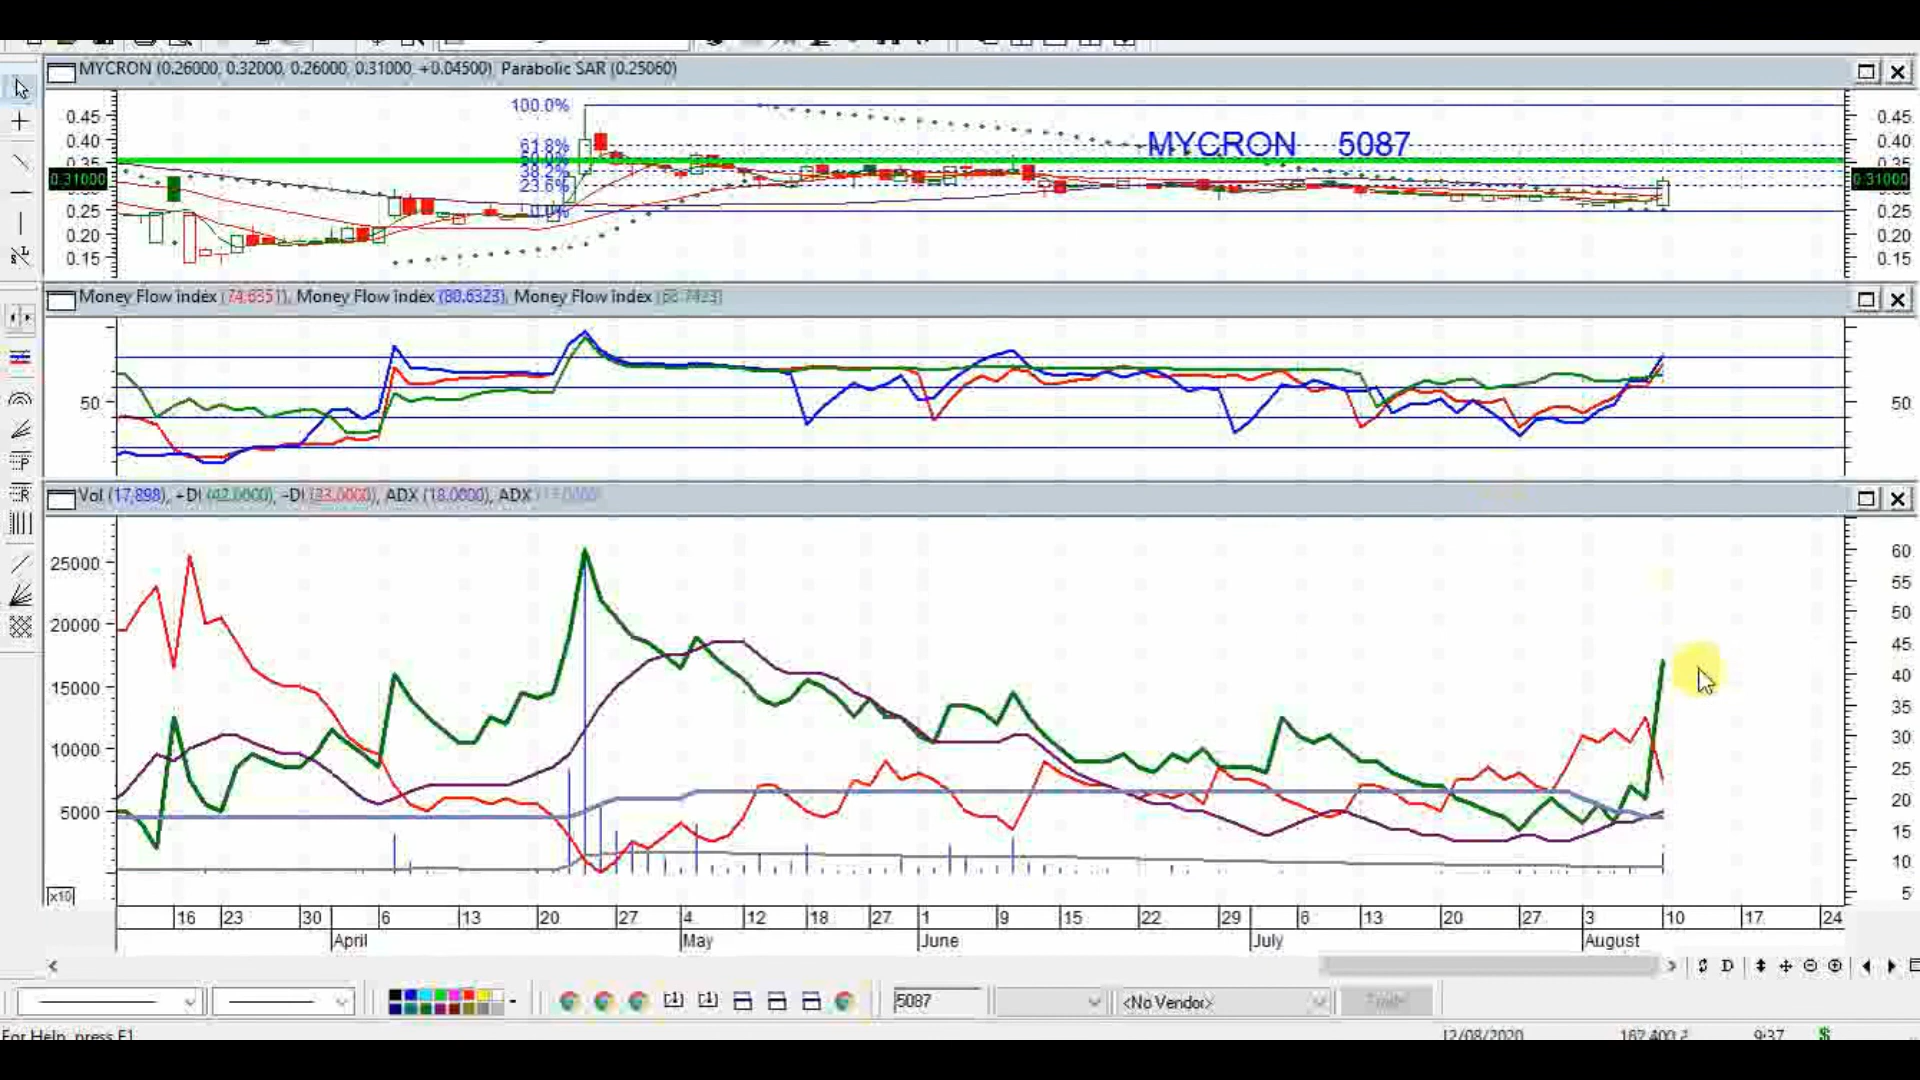 MYCRON (0.26000, 0.32000, 0.26000, 0.31000, +0.04500), Parabolic SAR (0.25060)
100.0%
61.8%
38.2%
23.6%
0.0%
MYCRON 5087
0.45 0.45
0.40 0.40
0.35 0.35
0.31000 0.31000
0.25 0.25
0.20 0.20
0.15 0.15
Money Flow Index (74.6351), Money Flow Index (80.6323), Money Flow Index
50 50
Vol (17,898), +DI (42.0000), -DI (23.0000), ADX (18.0000), ADX
25000 60
55
20000 50
45
15000 40
35
10000 30
25
5000 20
15
10
5
x10
16 23 30 6 13 20 27 4 12 18 27 1 9 15 22 29 6 13 20 27 3 10 17 24
April May June July August
D
5087 <No Vendor>
For Help, press F1 12/08/2020 9:37 $